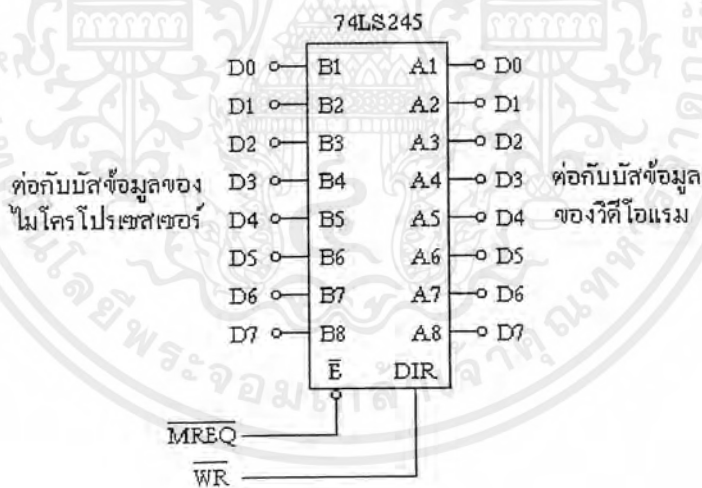 74LS245
D0 B1 A1 D0
D1 B2 A2 D1
D2 B3 A3 D2
D3 B4 A4 D3
D4 B5 A5 D4
D5 B6 A6 D5
D6 B7 A7 D6
D7 B8 A8 D7
ต่อกับบัสข้อมูลของ
ไมโครโปรเซสเซอร์
ต่อกับบัสข้อมูล
ของวิดีโอแรม
E̅ DIR
M̅R̅E̅Q̅
W̅R̅